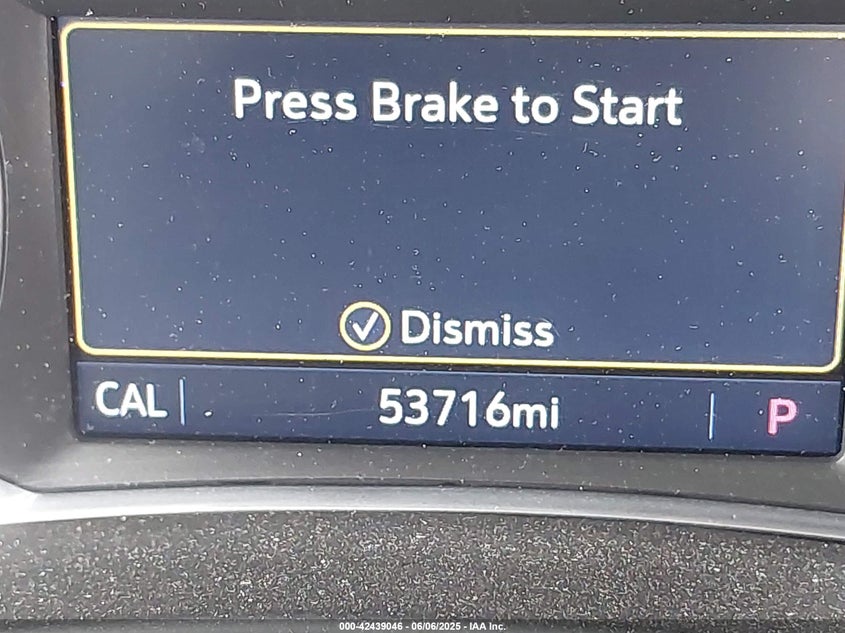 Press Brake to Start
Dismiss
CAL 53716mi P
000-42439046 - 06/06/2025 - IAA Inc.